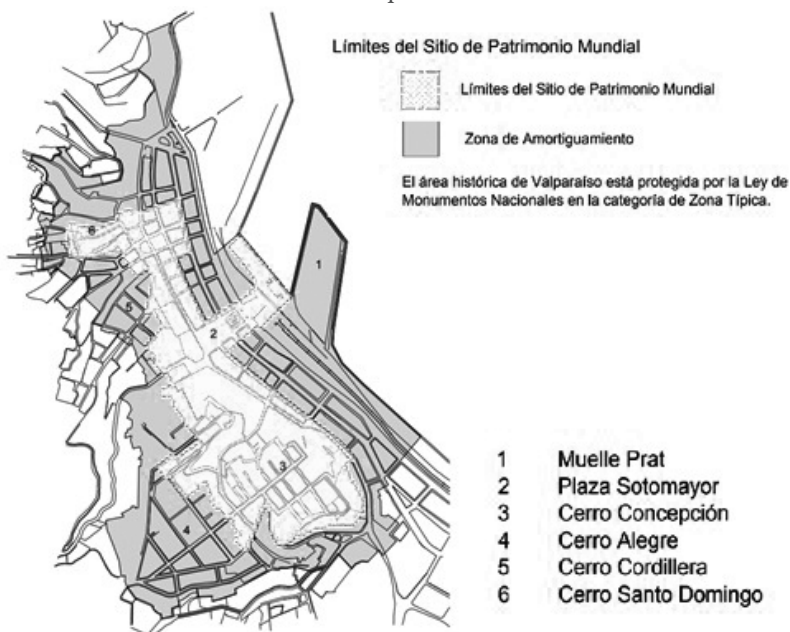 Límites del Sitio de Patrimonio Mundial
Límites del Sitio de Patrimonio Mundial
Zona de Amortiguamiento
El área histórica de Valparaíso está protegida por la Ley de
Monumentos Nacionales en la categoría de Zona Típica.
6
1
5
2
3
4
1 Muelle Prat
2 Plaza Sotomayor
3 Cerro Concepción
4 Cerro Alegre
5 Cerro Cordillera
6 Cerro Santo Domingo